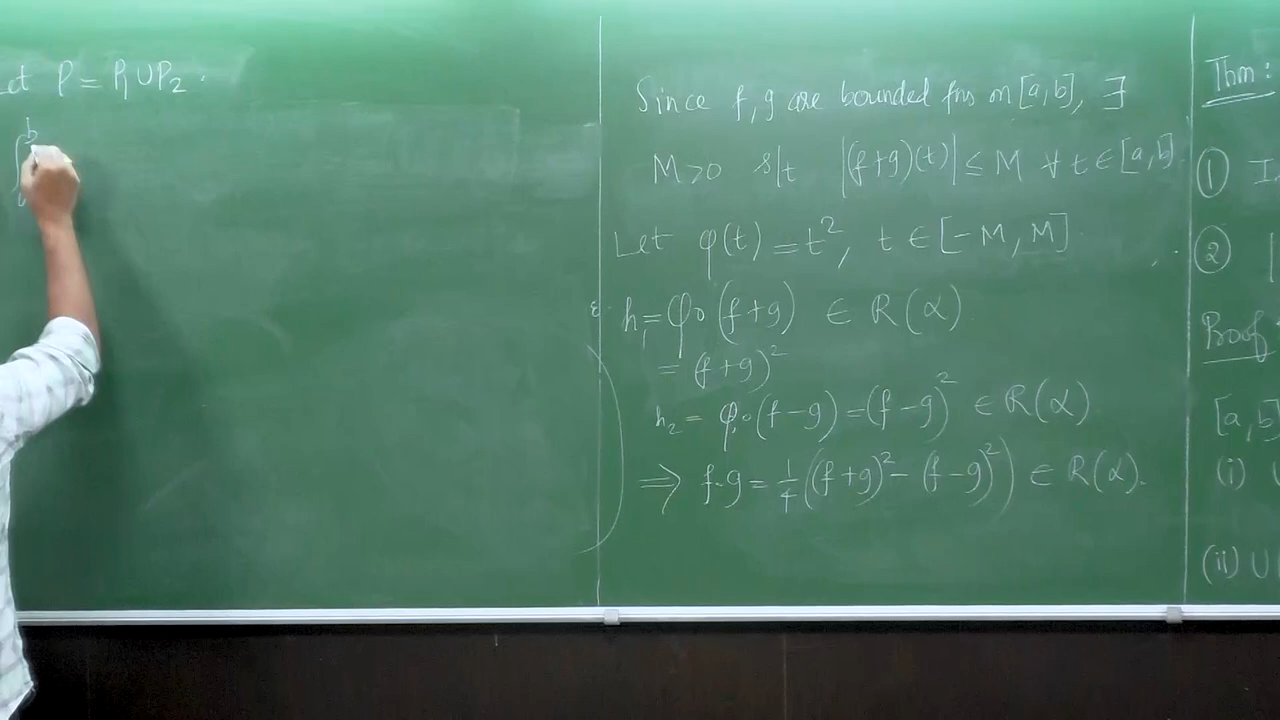 Let P = P₁ ∪ P₂.
∫ b
Since f, g are bounded fns on [a, b], ∃
M > 0 s/t |(f+g)(t)| ≤ M ∀ t ∈ [a, b].
Let φ(t) = t², t ∈ [-M, M].
h₁ = φ∘(f+g) ∈ R(α)
= (f+g)²
h₂ = φ∘(f-g) = (f-g)² ∈ R(α)
⇒ f·g = 1/4((f+g)² - (f-g)²) ∈ R(α).
Thm:
①
②
Proof
[a, b]
(i)
(ii) U